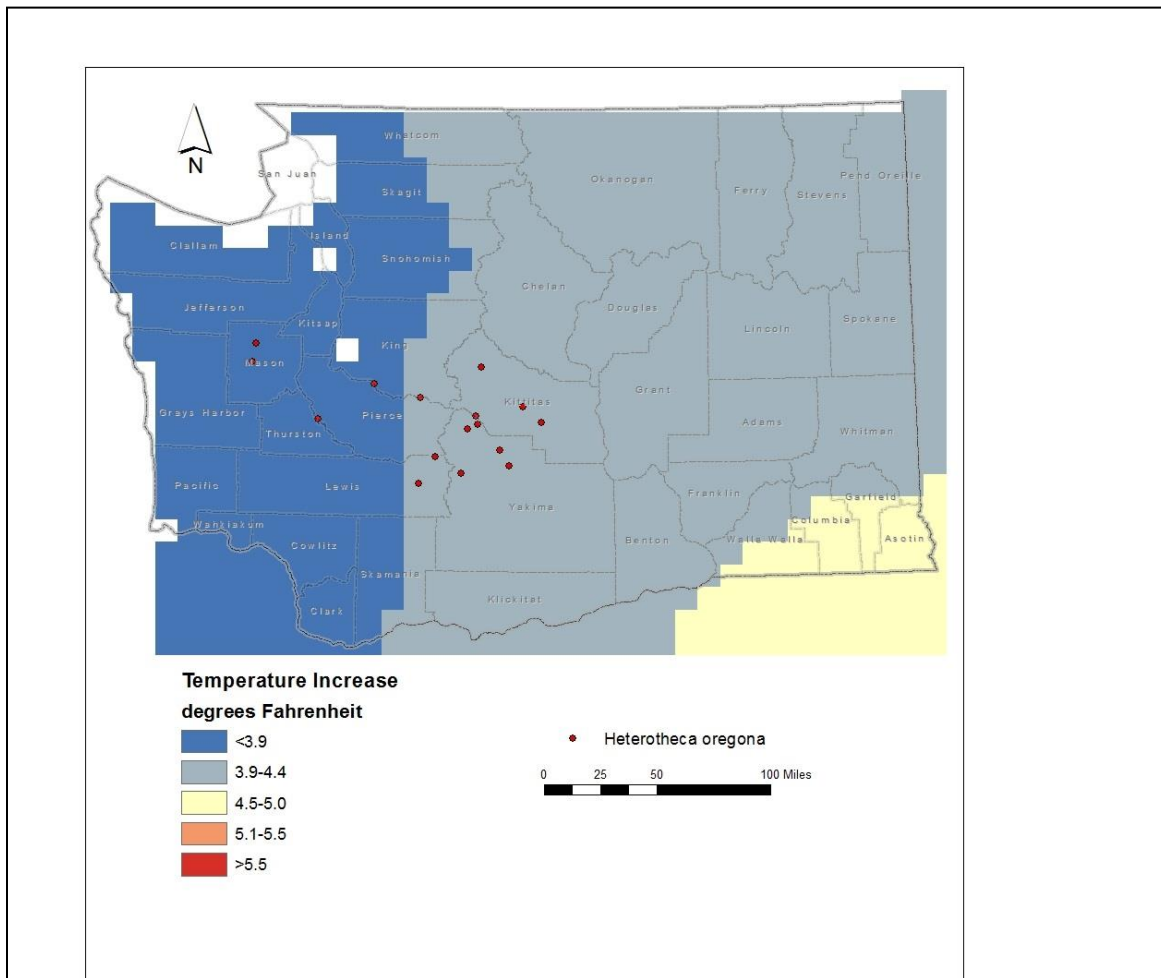 N
Whatcom
San Juan
Okanogan
Ferry
Stevens
Pend Oreille
Skagit
Island
Clallam
Snohomish
Chelan
Jefferson
Douglas
Kitsap
Lincoln
Spokane
King
Mason
Grant
Kittitas
Grays Harbor
Pierce
Adams
Thurston
Whitman
Pacific
Lewis
Franklin
Garfield
Yakima
Wahkiakum
Columbia
Cowlitz
Benton
Walla Walla
Asotin
Skamania
Klickitat
Clark
Temperature Increase
degrees Fahrenheit
<3.9
3.9-4.4
4.5-5.0
5.1-5.5
>5.5
Heterotheca oregona
0 25 50 100 Miles